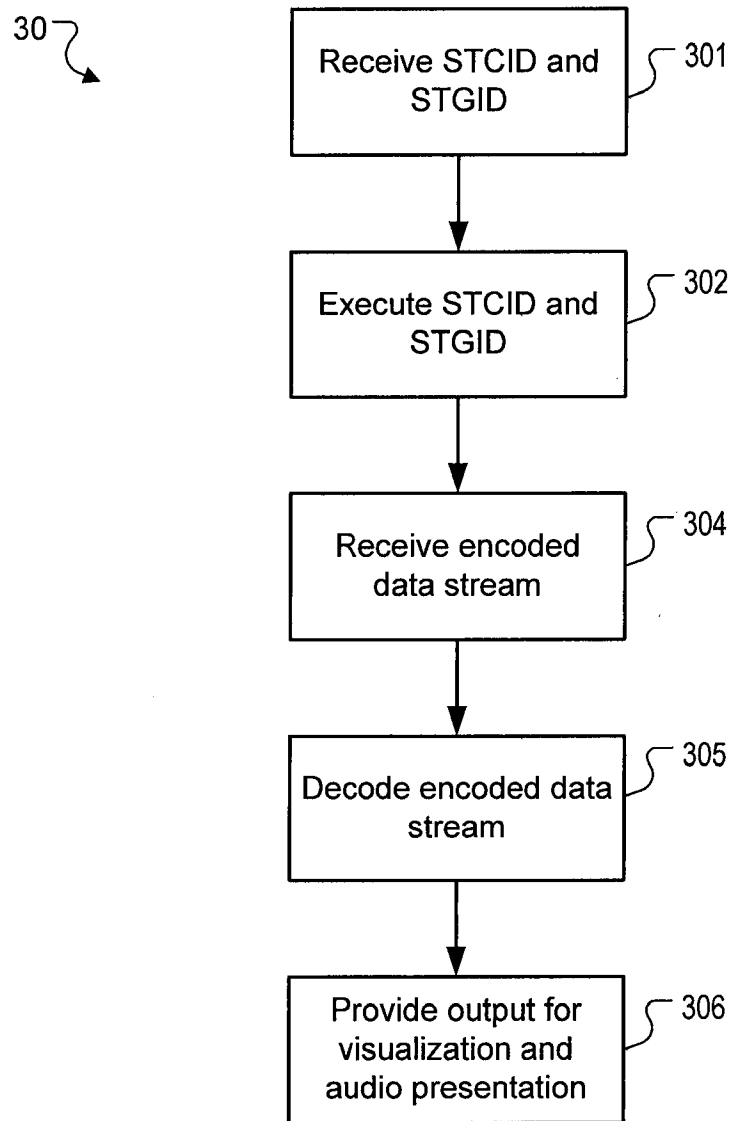 30
Receive STCID and
STGID
301
Execute STCID and
STGID
302
Receive encoded
data stream
304
Decode encoded data
stream
305
Provide output for
visualization and
audio presentation
306